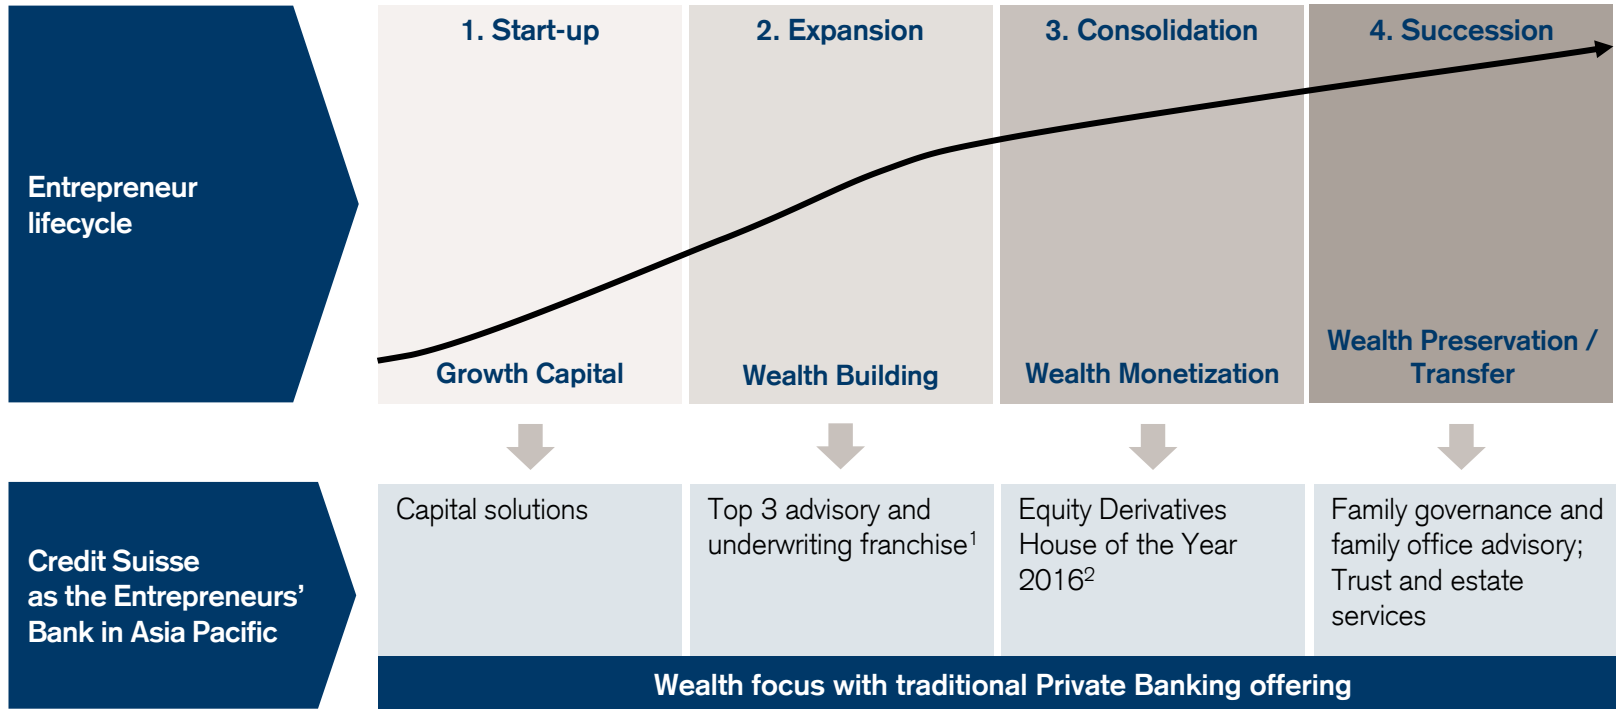 1. Start-up
2. Expansion
3. Consolidation
4. Succession
Entrepreneur
lifecycle
Growth Capital
Wealth Building
Wealth Monetization
Wealth Preservation /
Transfer
Credit Suisse
as the Entrepreneurs’
Bank in Asia Pacific
Capital solutions
Top 3 advisory and
underwriting franchise¹
Equity Derivatives
House of the Year
2016²
Family governance and
family office advisory;
Trust and estate
services
Wealth focus with traditional Private Banking offering